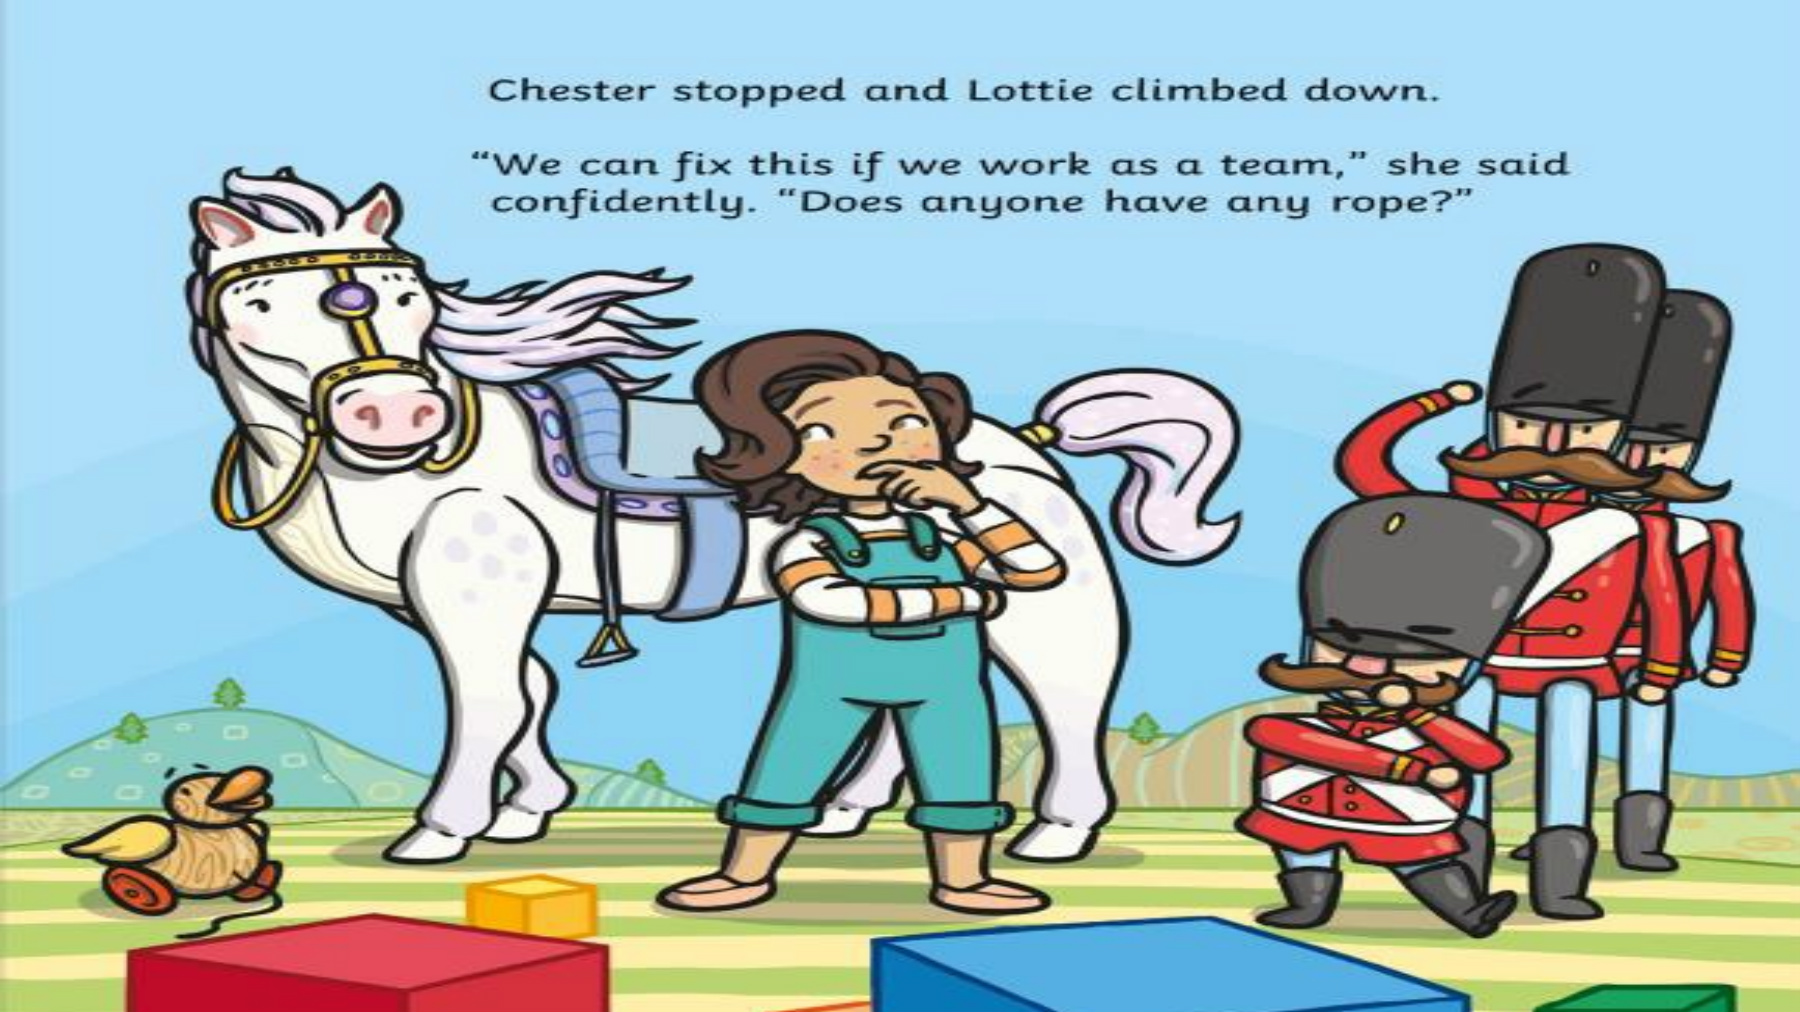 Chester stopped and Lottie climbed down.
“We can fix this if we work as a team,” she said
confidently. “Does anyone have any rope?”